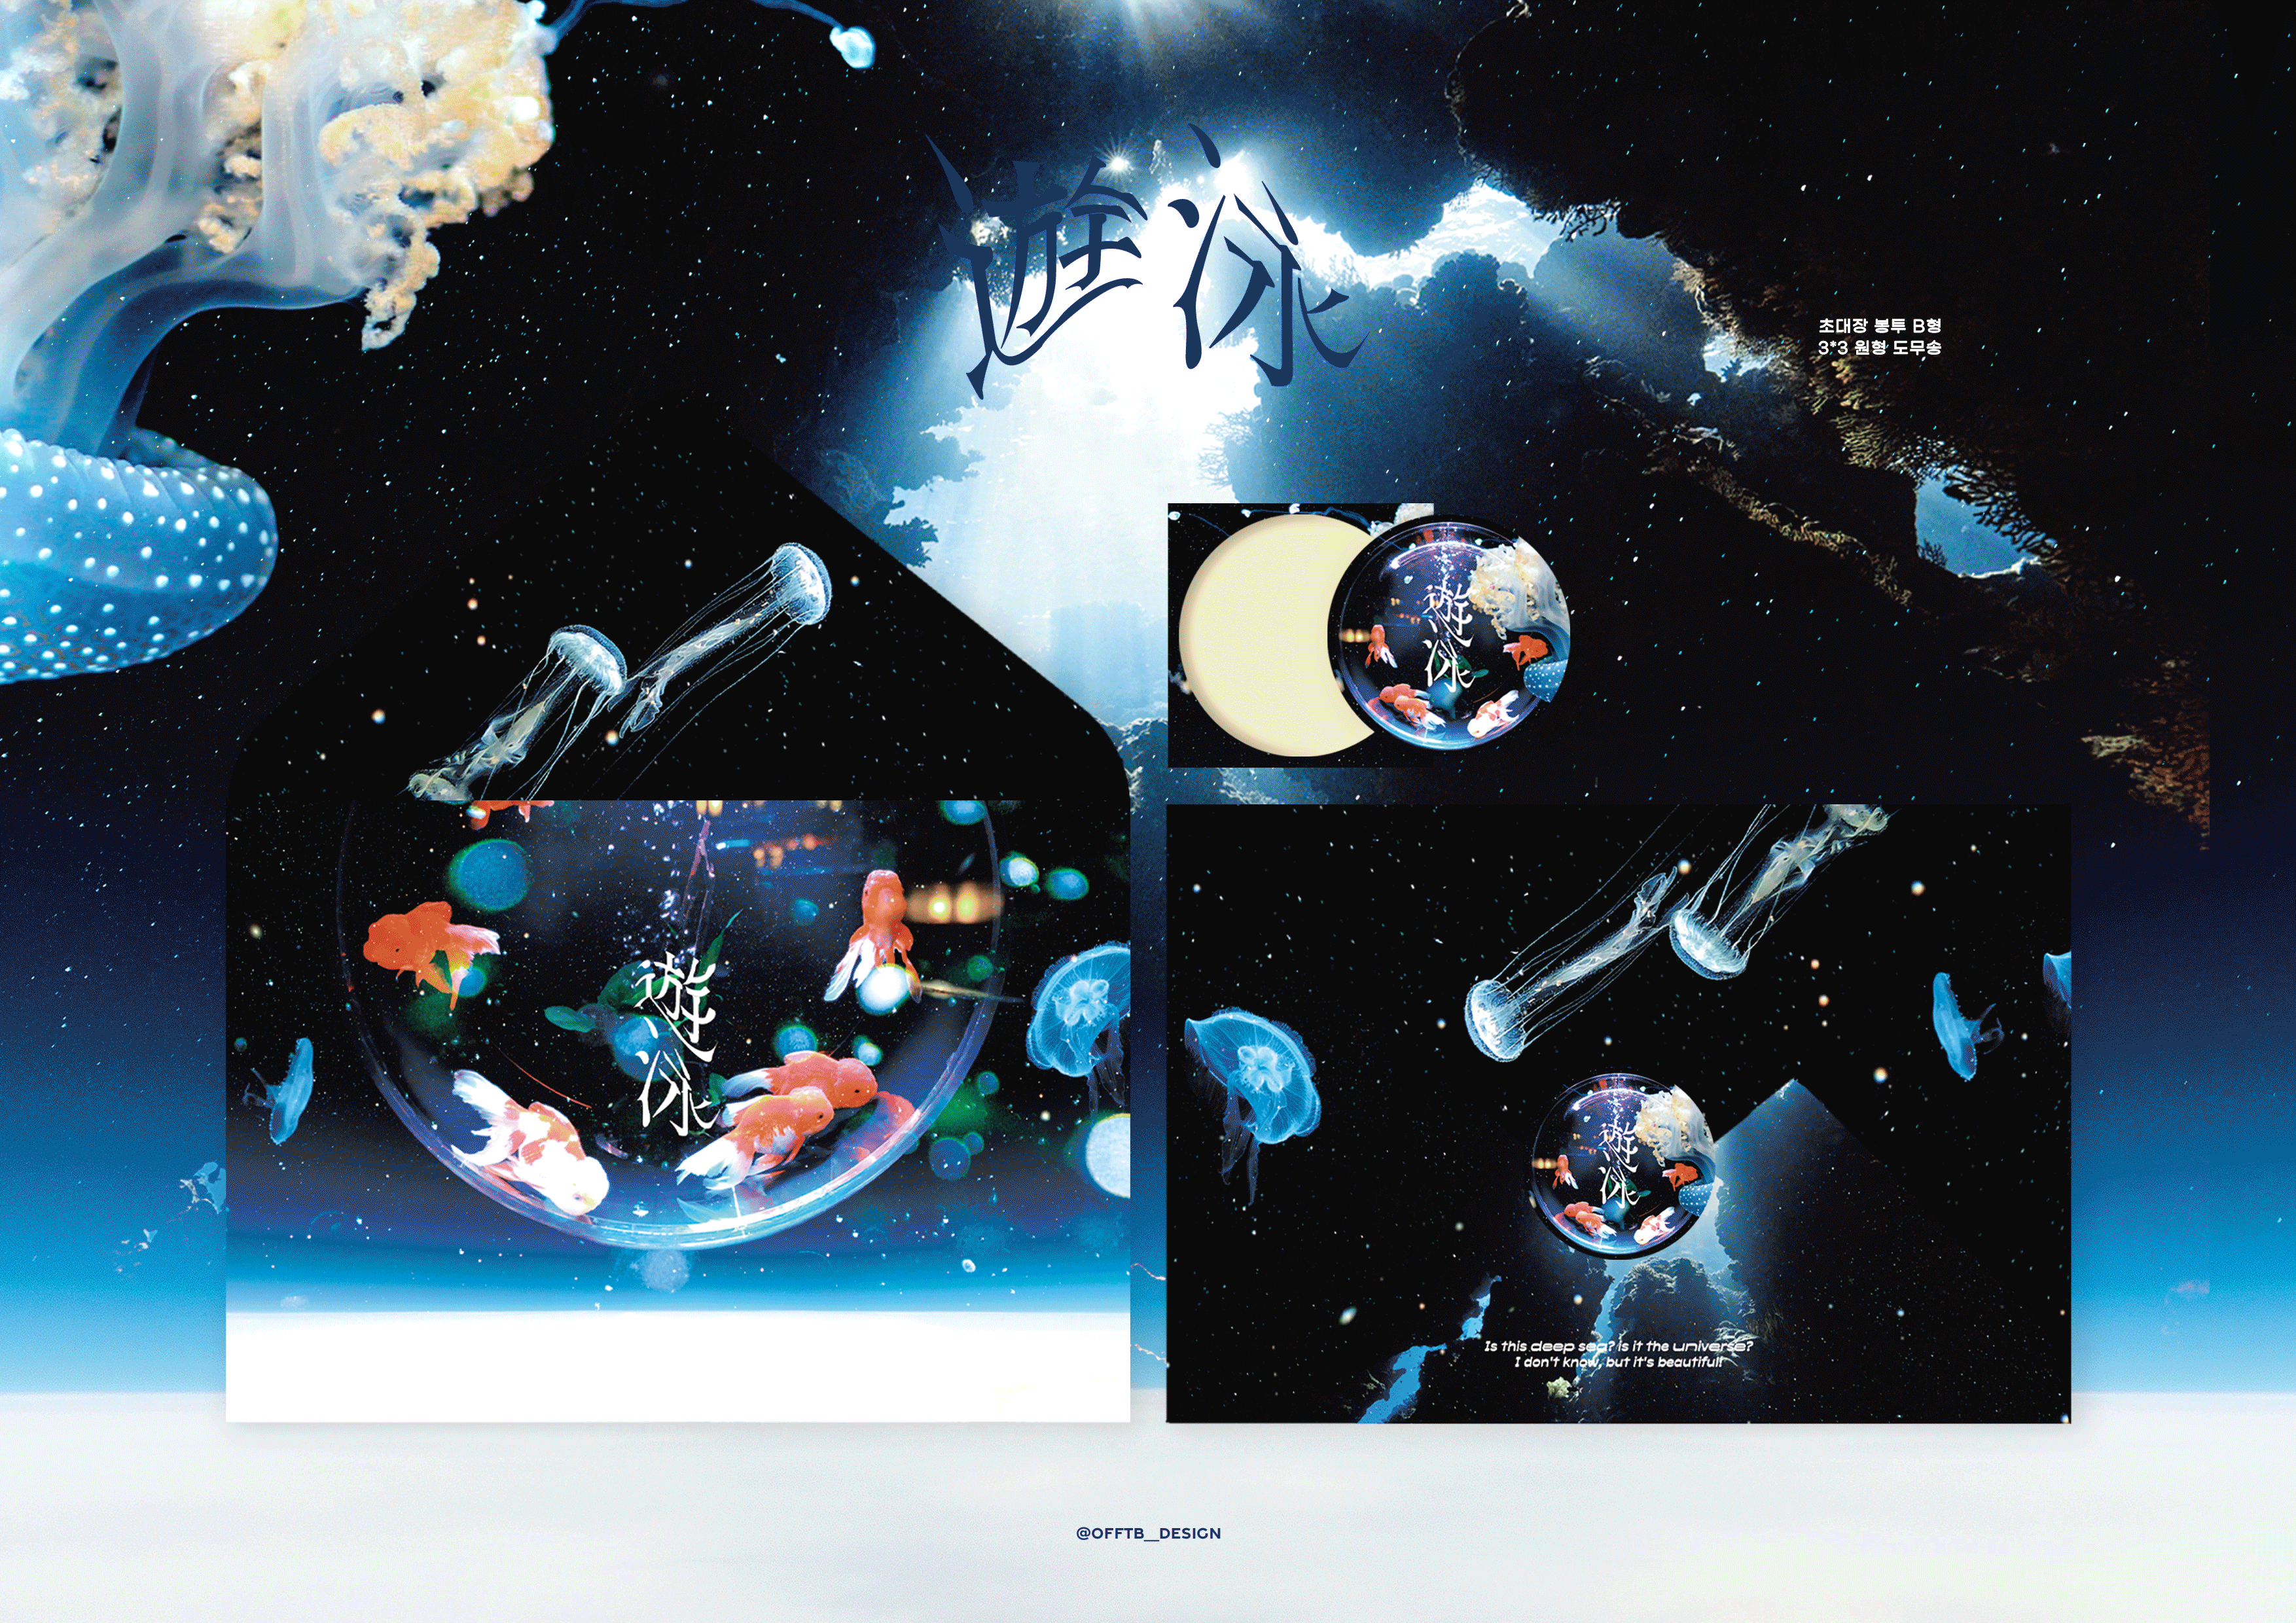 遊泳
초대장 봉투 B형
3*3 원형 도무송
遊
泳
遊
泳
遊
泳
Is this deep sea? is it the universe?
I don't know, but it's beautiful!
@OFFTB__DESIGN